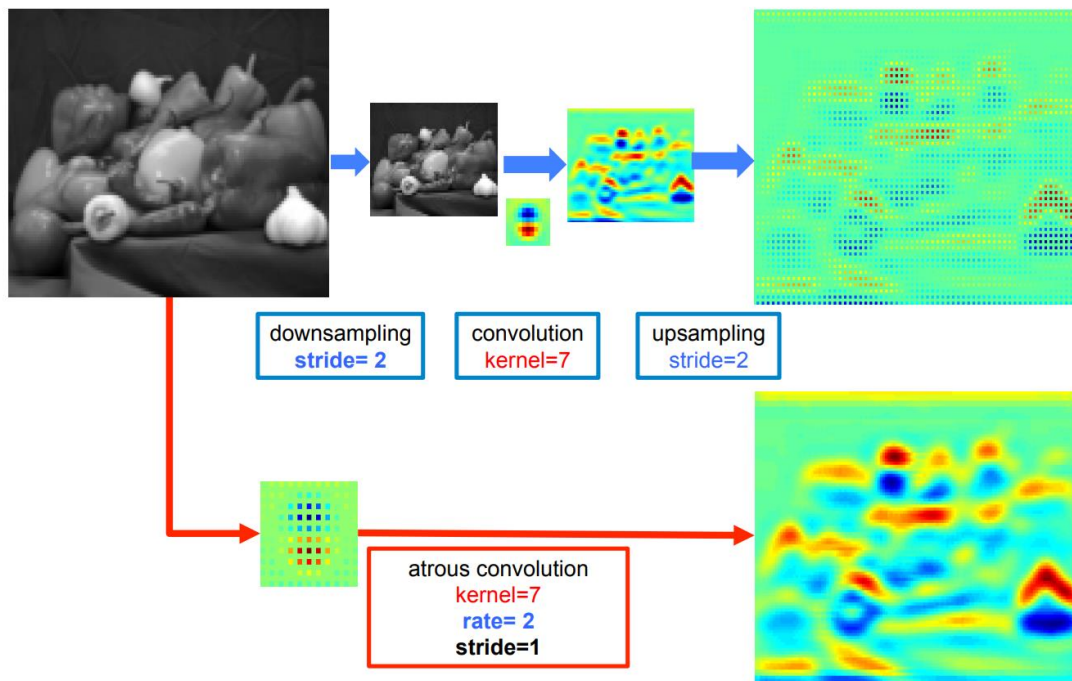 downsampling
stride= 2
convolution
kernel=7
upsampling
stride=2
atrous convolution
kernel=7
rate= 2
stride=1